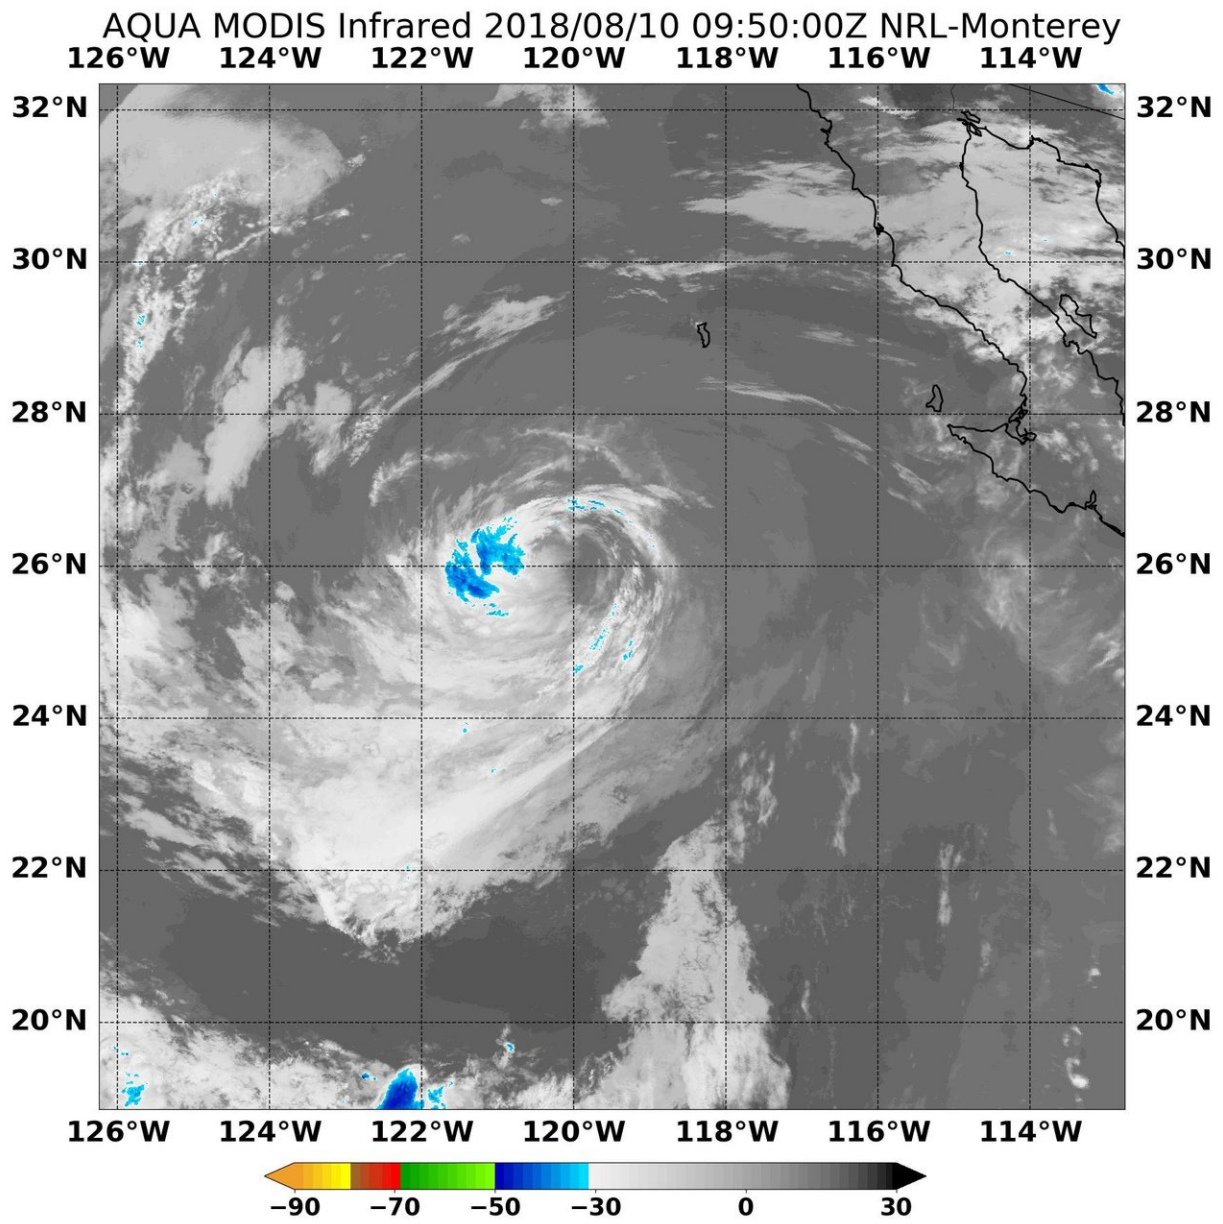 AQUA MODIS Infrared 2018/08/10 09:50:00Z NRL-Monterey
126°W 124°W 122°W 120°W 118°W 116°W 114°W
32°N 32°N
30°N 30°N
28°N 28°N
26°N 26°N
24°N 24°N
22°N 22°N
20°N 20°N
126°W 124°W 122°W 120°W 118°W 116°W 114°W
−90 −70 −50 −30 0 30